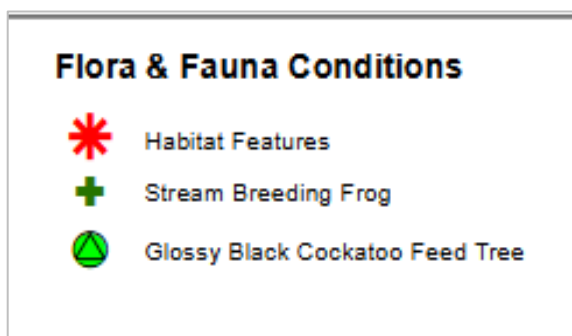 Flora & Fauna Conditions
Habitat Features
Stream Breeding Frog
Glossy Black Cockatoo Feed Tree